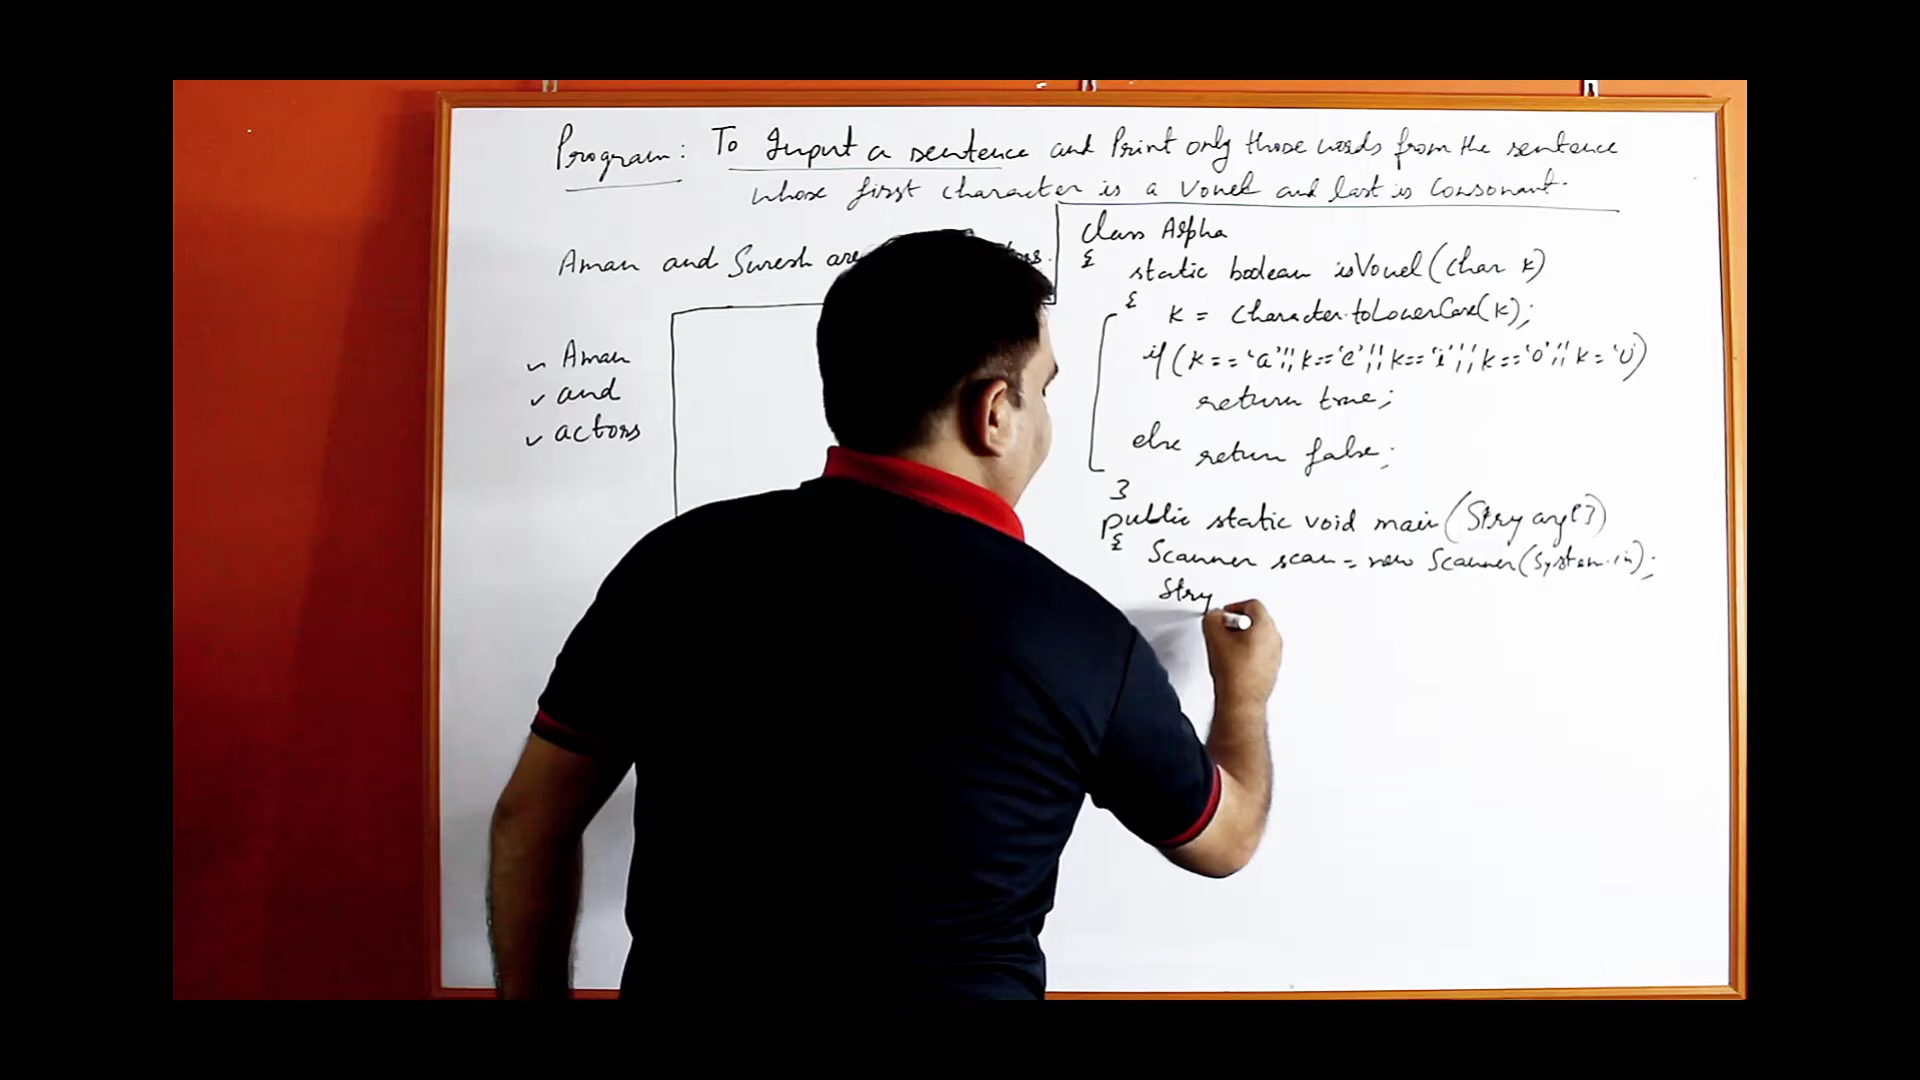 Program: To Input a sentence and Print only those words from the sentence
whose first character is a vowel and last is consonant.
Aman and Suresh are
Aman
and
actors
class Alpha
{
static boolean isVowel(char k)
{
k = Character.toLowerCase(k);
if(k=='a'||k=='e'||k=='i'||k=='o'||k='u')
return true;
else return false;
}
public static void main(String arg[])
{
Scanner scan = new Scanner(System.in);
String